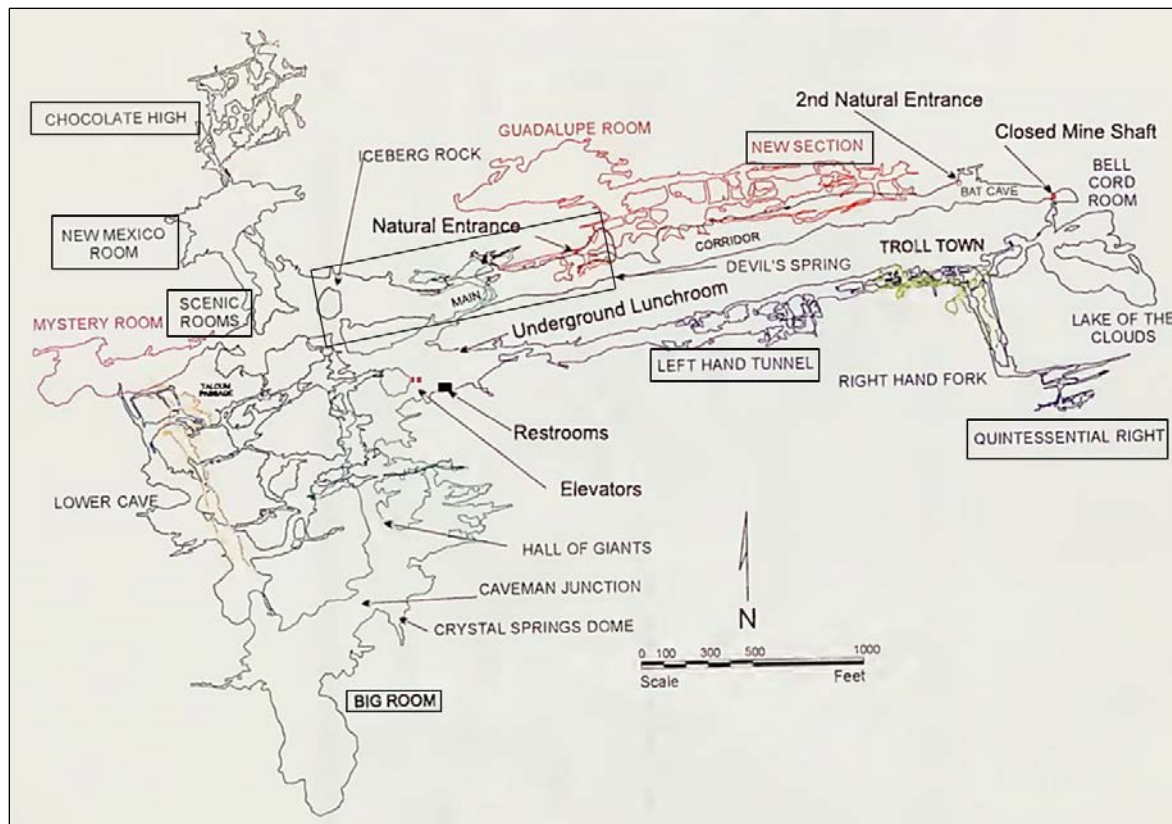 CHOCOLATE HIGH
ICEBERG ROCK
GUADALUPE ROOM
2nd Natural Entrance
NEW SECTION
Closed Mine Shaft
BELL
CORD
ROOM
BAT CAVE
NEW MEXICO
ROOM
Natural Entrance
CORRIDOR
TROLL TOWN
DEVIL'S SPRING
MAIN
SCENIC
ROOMS
MYSTERY ROOM
Underground Lunchroom
LAKE OF THE
CLOUDS
LEFT HAND TUNNEL
RIGHT HAND FORK
TALCUM
PASSAGE
Restrooms
QUINTESSENTIAL RIGHT
Elevators
LOWER CAVE
HALL OF GIANTS
CAVEMAN JUNCTION
CRYSTAL SPRINGS DOME
N
0 100 300 500 1000
Scale Feet
BIG ROOM